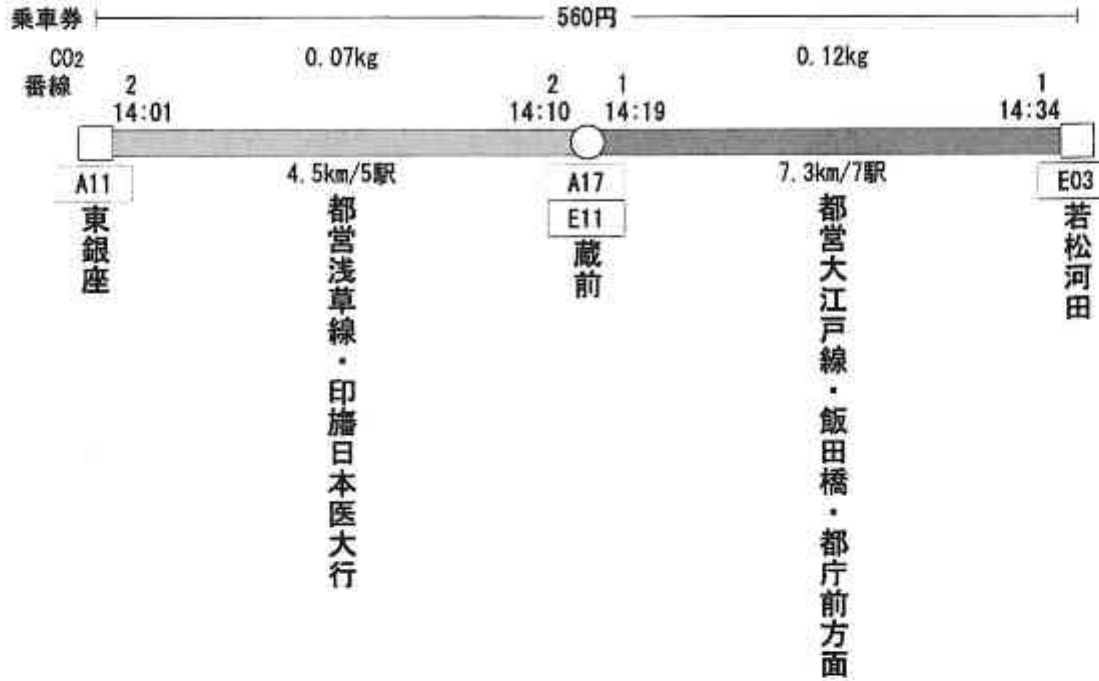 乗車券 560円
CO2 0.07kg 0.12kg
番線 2 2 1 1
14:01 14:10 14:19 14:34
4.5km/5駅 7.3km/7駅
A11 A17 E03
E11
東銀座
都営浅草線・印旛日本医大行
蔵前
都営大江戸線・飯田橋・都庁前方面
若松河田